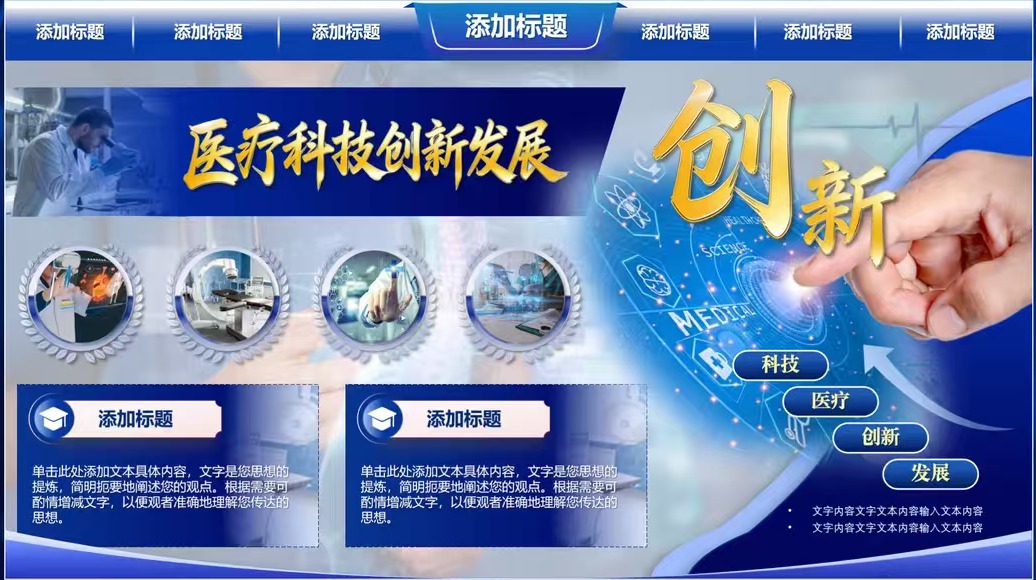 添加标题
添加标题
添加标题
添加标题
添加标题
添加标题
添加标题
医疗科技创新发展
创新
SCIENCE
MEDICAL
科技
医疗
创新
发展
添加标题
单击此处添加文本具体内容，文字是您思想的
提炼，简明扼要地阐述您的观点。根据需要可
酌情增减文字，以便观者准确地理解您传达的
思想。
添加标题
单击此处添加文本具体内容，文字是您思想的
提炼，简明扼要地阐述您的观点。根据需要可
酌情增减文字，以便观者准确地理解您传达的
思想。
• 文字内容文字文本内容输入文本内容
• 文字内容文字文本内容输入文本内容